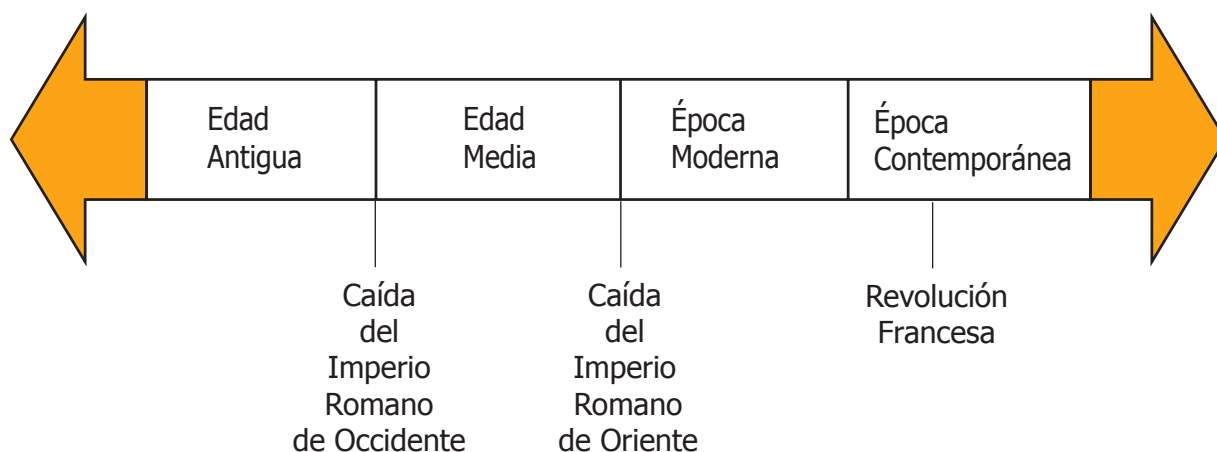 Edad
Antigua
Edad
Media
Época
Moderna
Época
Contemporánea
Caída
del
Imperio
Romano
de Occidente
Caída
del
Imperio
Romano
de Oriente
Revolución
Francesa